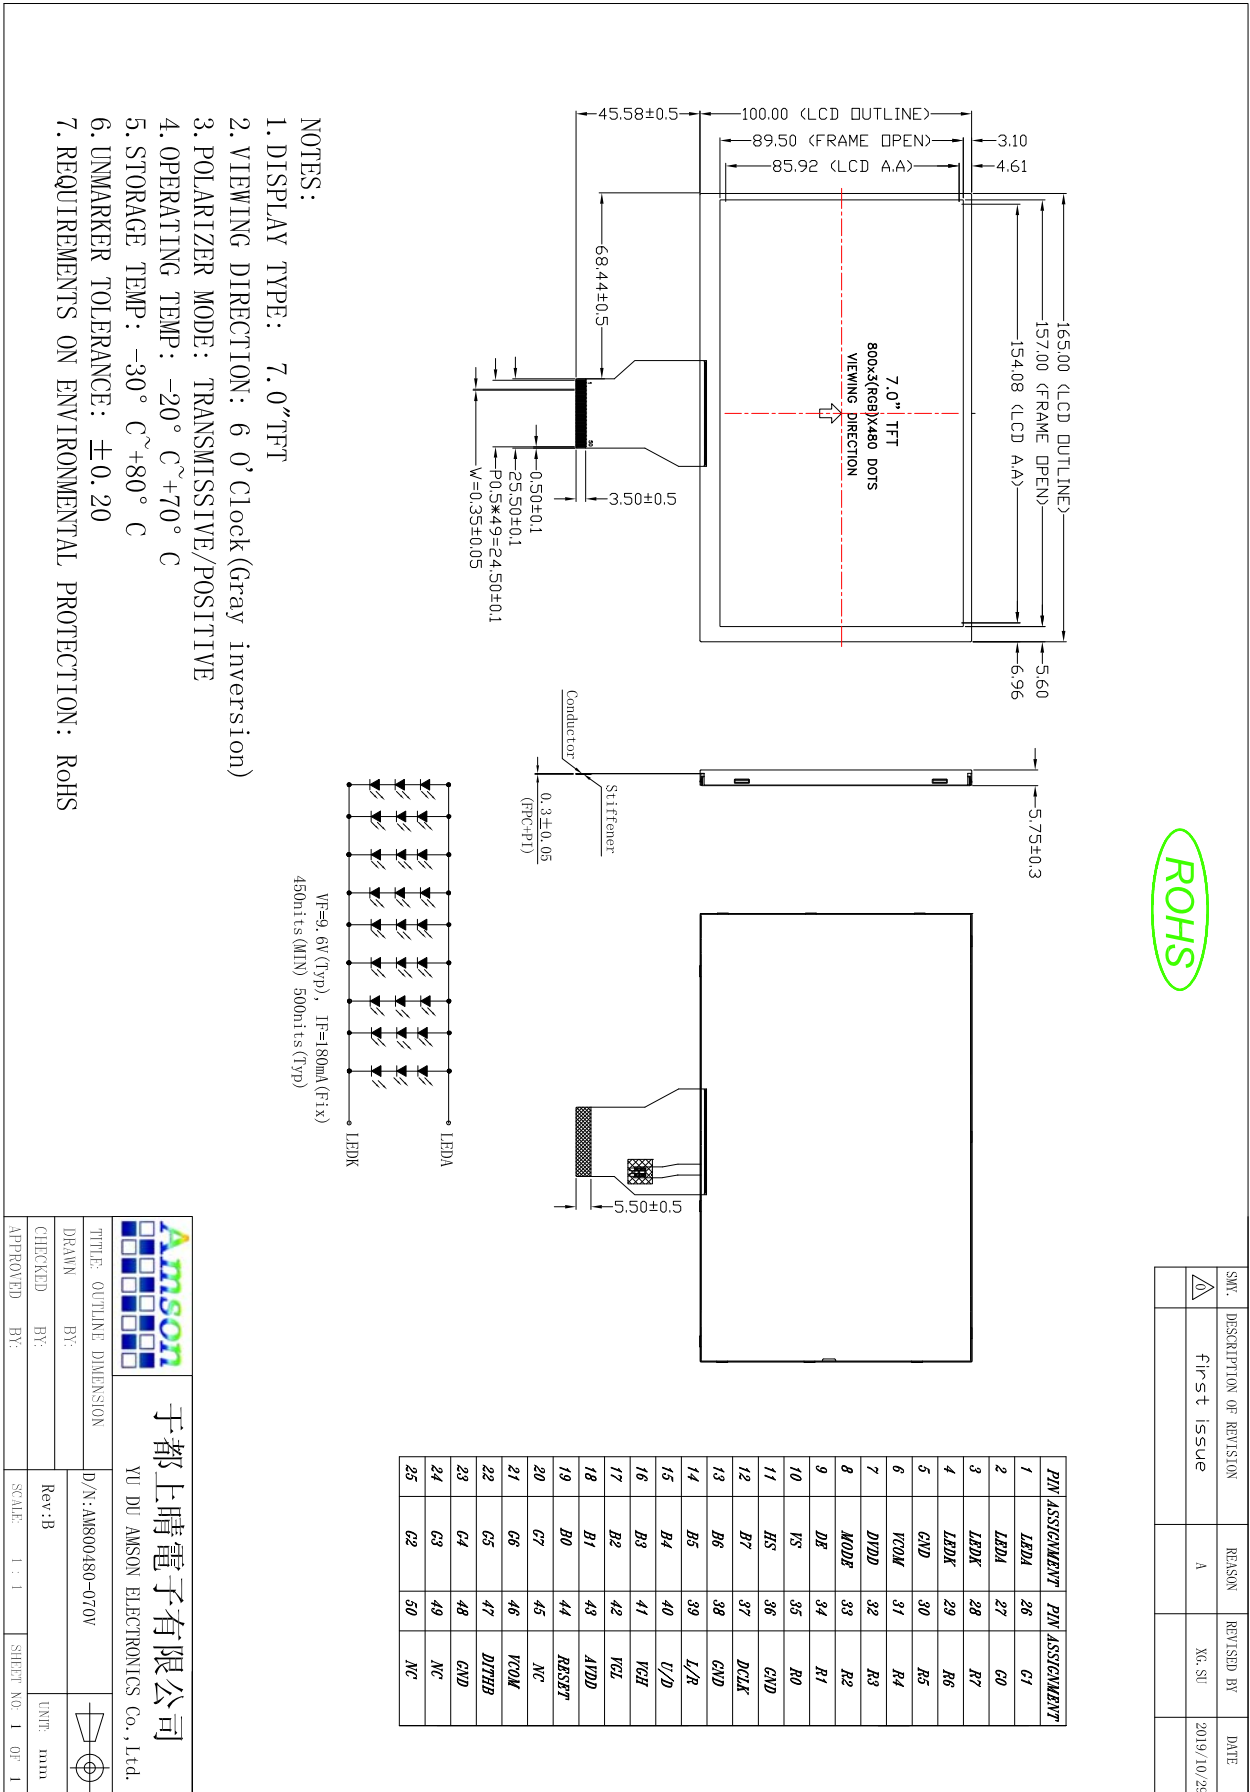 SMY.	DESCRIPTION OF REVISION	REASON	REVISED BY	DATE
0	first issue	A	XG.SU	2019/10/29
ROHS
165.00 (LCD OUTLINE)
157.00 (FRAME OPEN)
154.08 (LCD A.A)
5.60
6.96
3.10
4.61
100.00 (LCD OUTLINE)
89.50 (FRAME OPEN)
85.92 (LCD A.A)
45.58±0.5
7.0" TFT
800x3(RGB)X480 DOTS
VIEWING DIRECTION
68.44±0.5
1
50
3.50±0.5
0.50±0.1
25.50±0.1
P0.5*49=24.50±0.1
W=0.35±0.05
5.75±0.3
Stiffener
Conductor
0.3±0.05
(FPC+PI)
5.50±0.5
LEDA
LEDK
VF=9.6V(Typ), IF=180mA(Fix)
450nits(MIN) 500nits(Typ)
PIN	ASSIGNMENT	PIN	ASSIGNMENT
1	LEDA	26	G1
2	LEDA	27	G0
3	LEDK	28	R7
4	LEDK	29	R6
5	GND	30	R5
6	VCOM	31	R4
7	DVDD	32	R3
8	MODE	33	R2
9	DE	34	R1
10	VS	35	R0
11	HS	36	GND
12	B7	37	DCLK
13	B6	38	GND
14	B5	39	L/R
15	B4	40	U/D
16	B3	41	VGH
17	B2	42	VGL
18	B1	43	AVDD
19	B0	44	RESET
20	G7	45	NC
21	G6	46	VCOM
22	G5	47	DITHB
23	G4	48	GND
24	G3	49	NC
25	G2	50	NC
NOTES:
1.DISPLAY TYPE: 7.0"TFT
2.VIEWING DIRECTION: 6 O'Clock(Gray inversion)
3.POLARIZER MODE: TRANSMISSIVE/POSITIVE
4.OPERATING TEMP: -20° C~+70° C
5.STORAGE TEMP: -30° C~+80° C
6.UNMARKER TOLERANCE: ±0.20
7.REQUIREMENTS ON ENVIRONMENTAL PROTECTION: RoHS
Amson
于都上晴電子有限公司
YU DU AMSON ELECTRONICS Co.,Ltd.
TITLE: OUTLINE DIMENSION
D/N:AM800480-070W
DRAWN BY:
CHECKED BY:
Rev:B
UNIT: mm
APPROVED BY:
SCALE: 1 : 1
SHEET NO: 1 OF 1